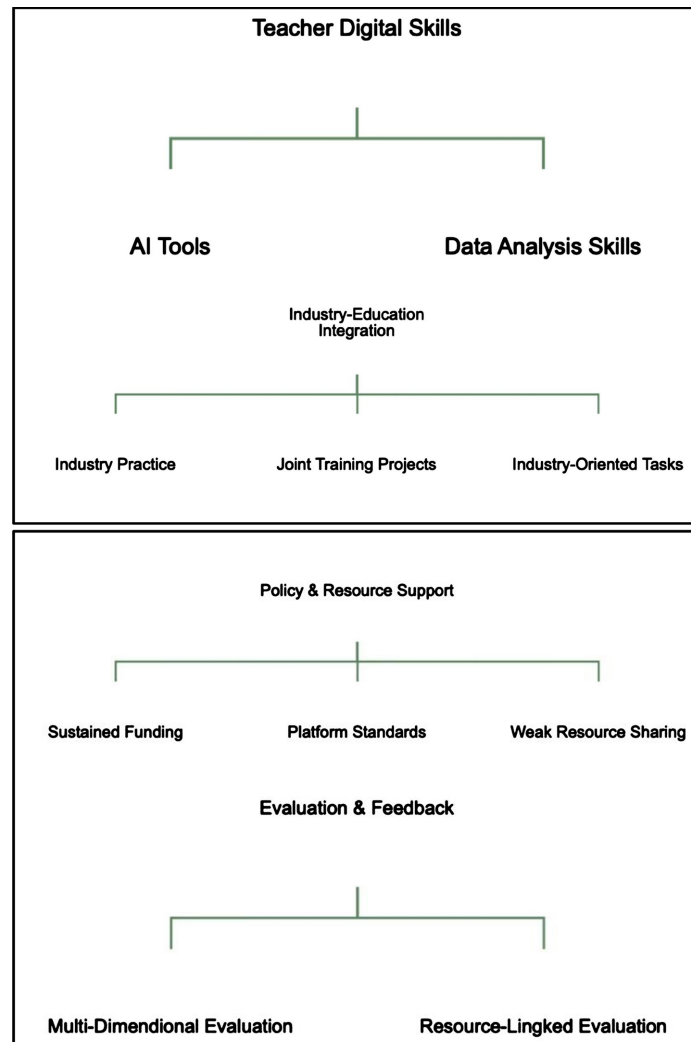 Teacher Digital Skills
AI Tools
Data Analysis Skills
Industry-Education
Integration
Industry Practice
Joint Training Projects
Industry-Oriented Tasks
Policy & Resource Support
Sustained Funding
Platform Standards
Weak Resource Sharing
Evaluation & Feedback
Multi-Dimendional Evaluation
Resource-Lingked Evaluation